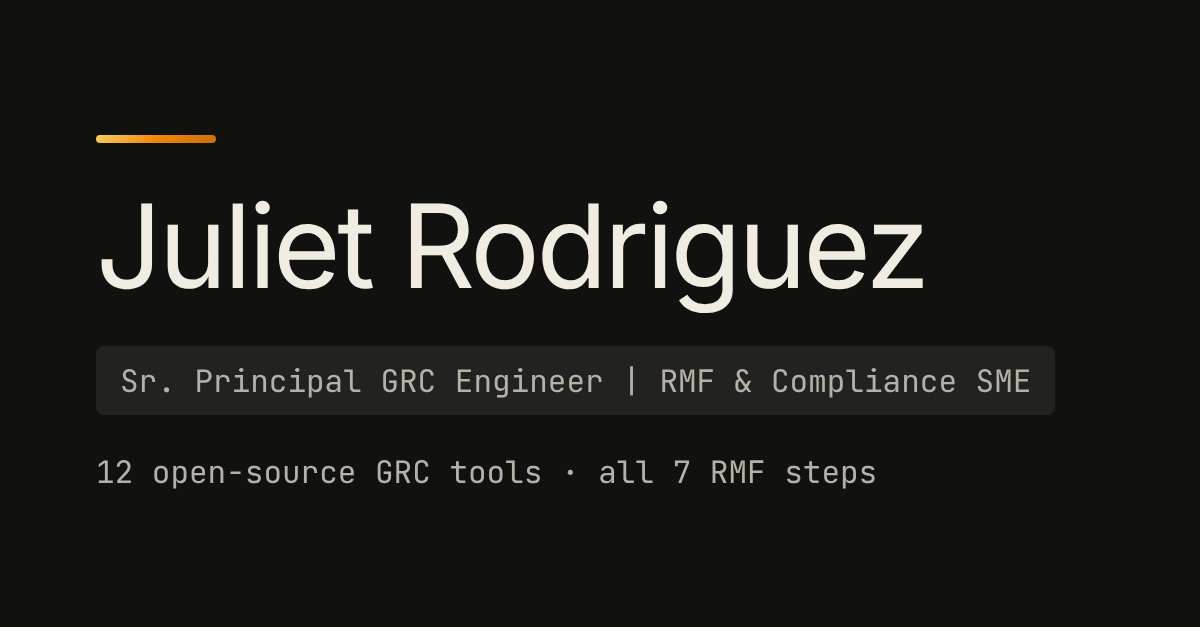 Juliet Rodriguez
Sr. Principal GRC Engineer | RMF & Compliance SME
12 open-source GRC tools · all 7 RMF steps